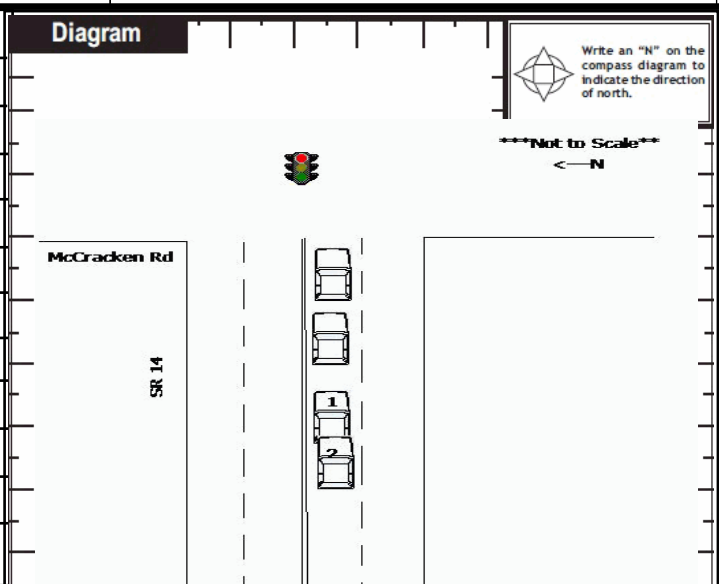 Diagram
Write an "N" on the
compass diagram to
indicate the direction
of north.
***Not to Scale**
<—N
McCracken Rd
SR 14
1
2